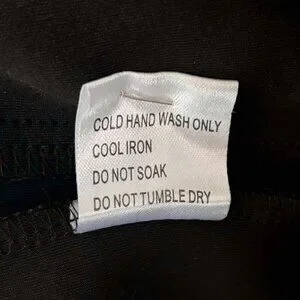 COLD HAND WASH ONLY
COOL IRON
DO NOT SOAK
DO NOT TUMBLE DRY